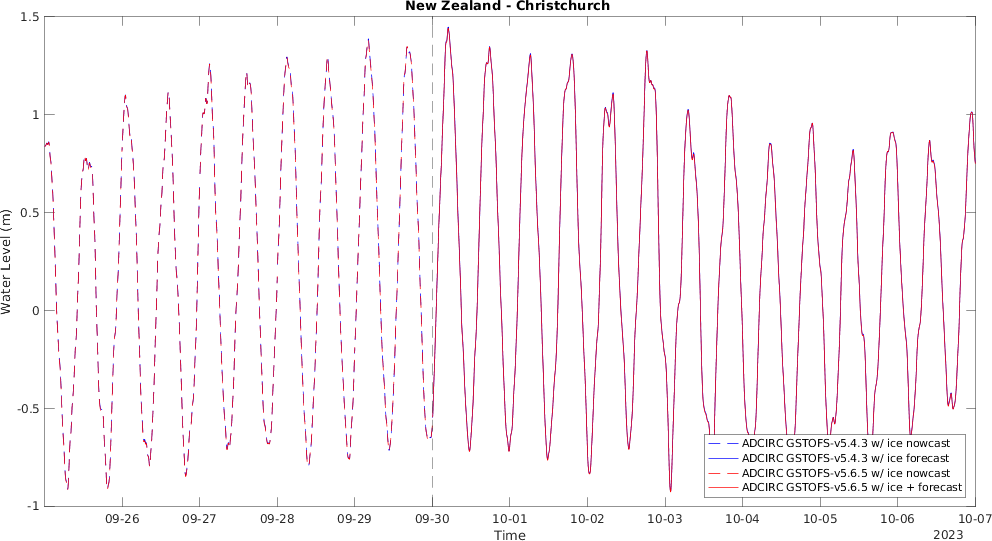 New Zealand - Christchurch
1.5
1
0.5
0
-0.5
-1
Water Level (m)
09-26
09-27
09-28
09-29
09-30
10-01
10-02
10-03
10-04
10-05
10-06
10-07
Time
2023
ADCIRC GSTOFS-v5.4.3 w/ ice nowcast
ADCIRC GSTOFS-v5.4.3 w/ ice forecast
ADCIRC GSTOFS-v5.6.5 w/ ice nowcast
ADCIRC GSTOFS-v5.6.5 w/ ice + forecast